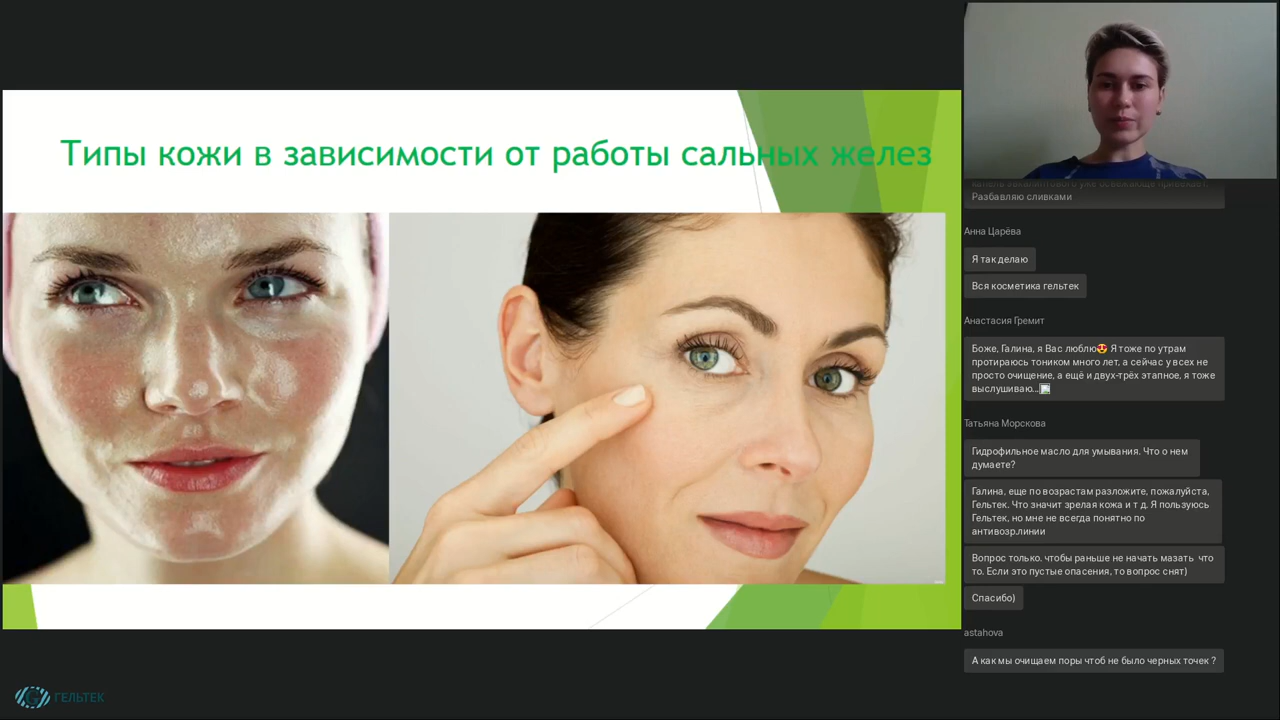 Типы кожи в зависимости от работы сальных желез
Разбавляю сливками
Анна Царёва
Я так делаю
Вся косметика гельтек
Анастасия Гремит
Боже, Галина, я Вас люблю😍 Я тоже по утрам
протираюсь тоником много лет, а сейчас у всех не
просто очищение, а ещё и двух-трёх этапное, я тоже
выслушиваю...
Татьяна Морскова
Гидрофильное масло для умывания. Что о нем
думаете?
Галина, еще по возрастам разложите, пожалуйста,
Гельтек. Что значит зрелая кожа и т д. Я пользуюсь
Гельтек, но мне не всегда понятно по
антивозр.линии
Вопрос только. чтобы раньше не начать мазать что
то. Если это пустые опасения, то вопрос снят)
Спасибо)
astahova
А как мы очищаем поры чтоб не было черных точек ?
ГЕЛЬТЕК